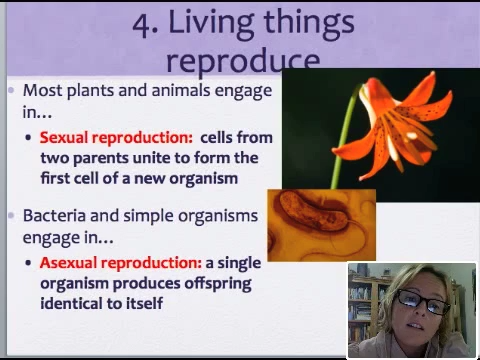 4. Living things
reproduce
• Most plants and animals engage
in…
• Sexual reproduction: cells from
two parents unite to form the
first cell of a new organism
• Bacteria and simple organisms
engage in…
• Asexual reproduction: a single
organism produces offspring
identical to itself